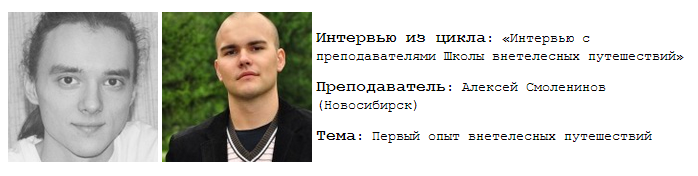 Интервью из цикла: «Интервью с
преподавателями Школы внетелесных путешествий»
Преподаватель: Алексей Смоленинов
(Новосибирск)
Тема: Первый опыт внетелесных путешествий